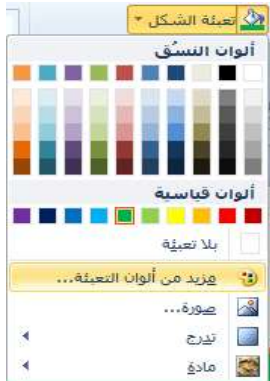 تعبئة الشكل
ألوان النسُق
ألوان قياسية
بلا تعبئة
مزيد من ألوان التعبئة...
صورة...
تدرج
مادة